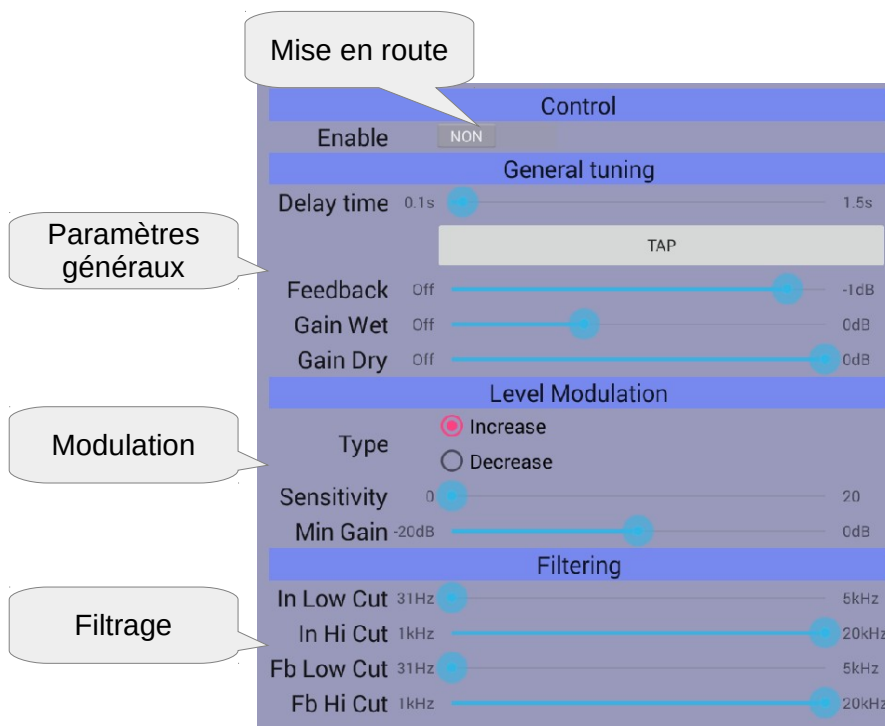 Mise en route
Control
Enable NON
General tuning
Delay time 0.1s 1.5s
TAP
Paramètres
généraux
Feedback Off -1dB
Gain Wet Off 0dB
Gain Dry Off 0dB
Level Modulation
Modulation
Type
Increase
Decrease
Sensitivity 0 20
Min Gain -20dB 0dB
Filtering
Filtrage
In Low Cut 31Hz 5kHz
In Hi Cut 1kHz 20kHz
Fb Low Cut 31Hz 5kHz
Fb Hi Cut 1kHz 20kHz